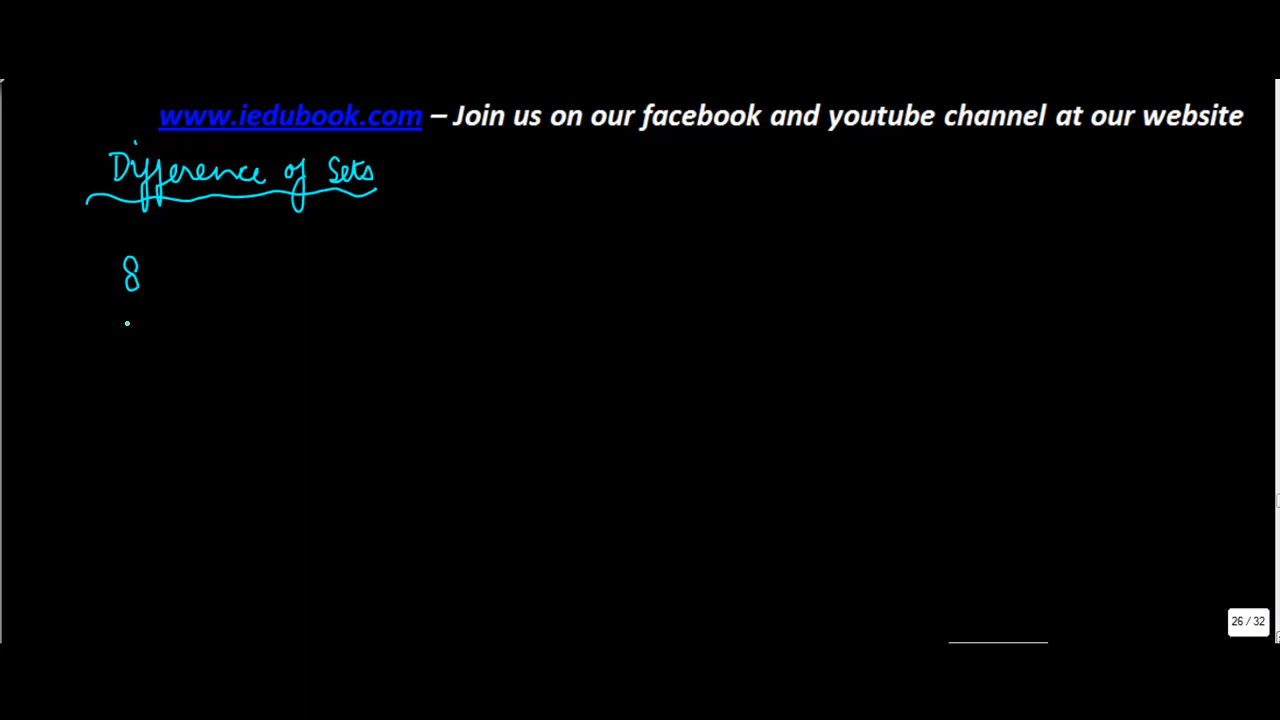 www.iedubook.com – Join us on our facebook and youtube channel at our website
Difference of Sets
8
26 / 32